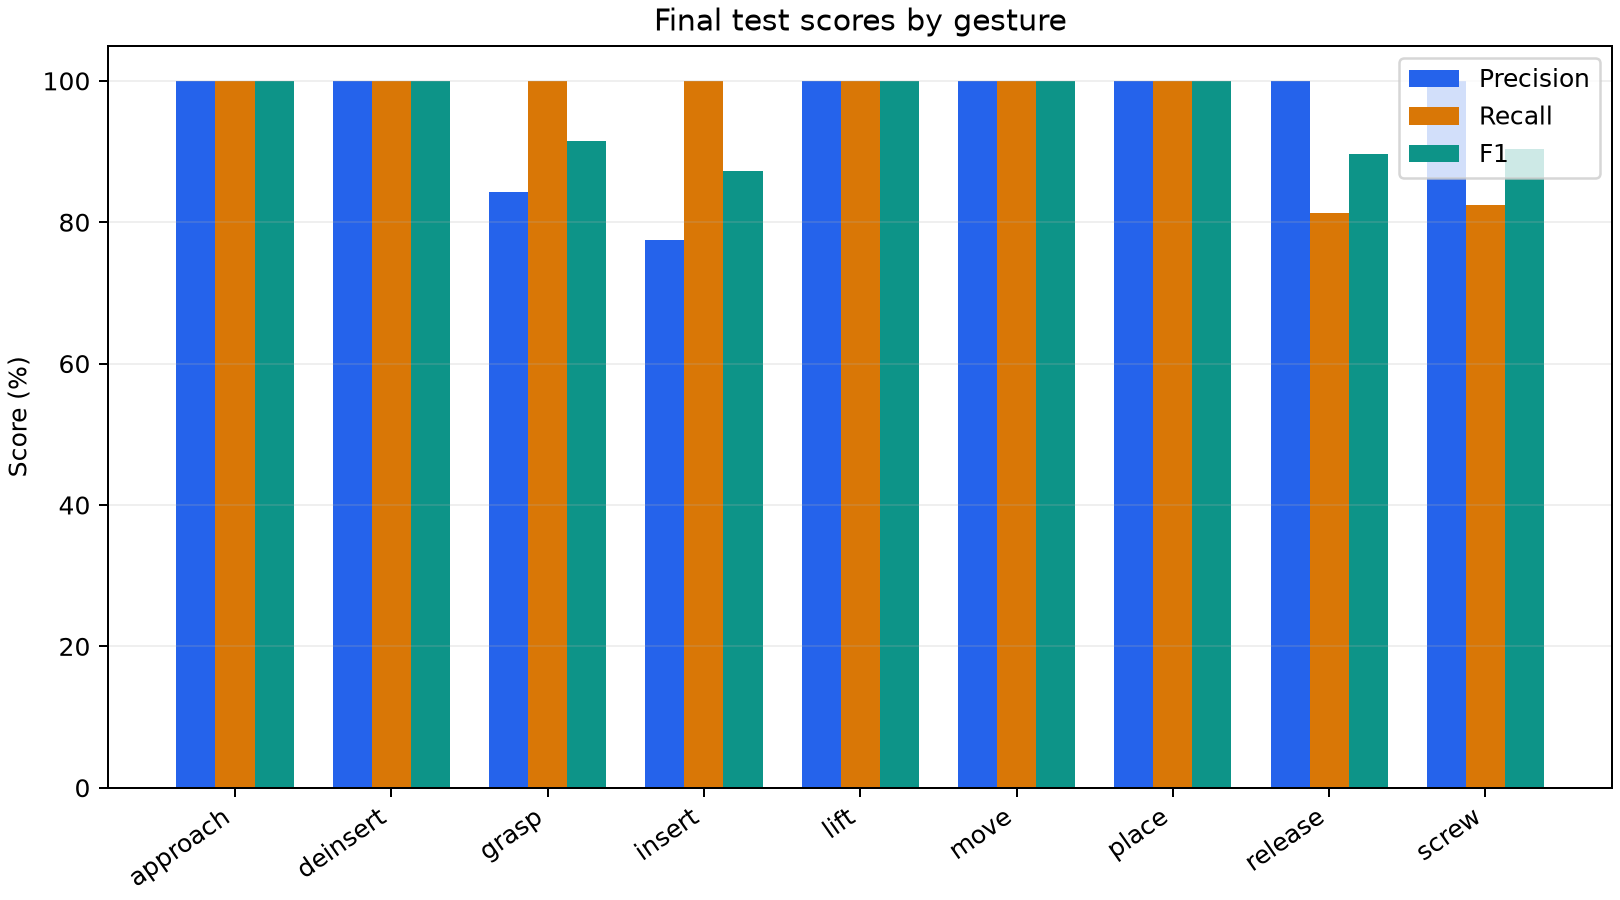 Final test scores by gesture
Score (%)
100
80
60
40
20
0
Precision
Recall
F1
approach
deinsert
grasp
insert
lift
move
place
release
screw